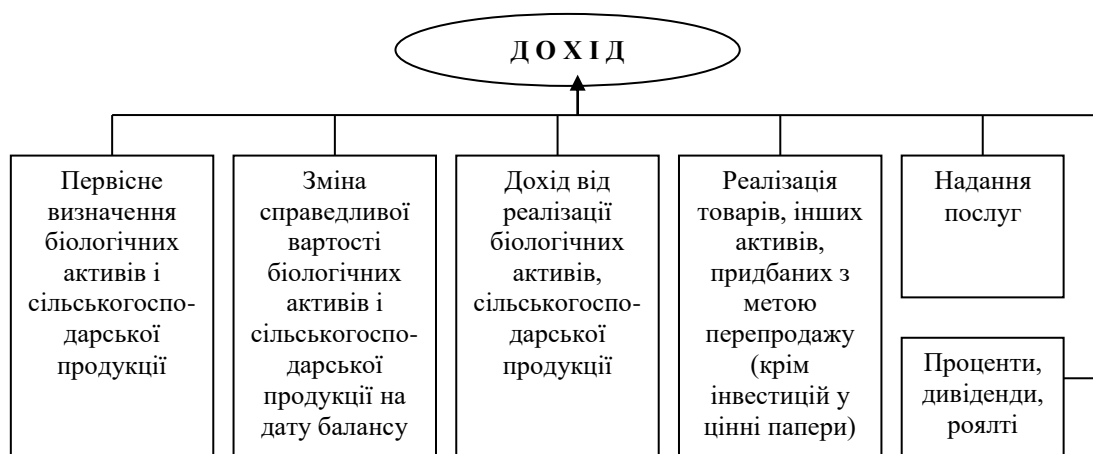 Д О Х І Д
Первісне
визначення
біологічних
активів і
сільськогоспо-
дарської
продукції
Зміна
справедливої
вартості
біологічних
активів і
сільськогоспо-
дарської
продукції на
дату балансу
Дохід від
реалізації
біологічних
активів,
сільськогоспо-
дарської
продукції
Реалізація
товарів, інших
активів,
придбаних з
метою
перепродажу
(крім
інвестицій у
цінні папери)
Надання
послуг
Проценти,
дивіденди,
роялті